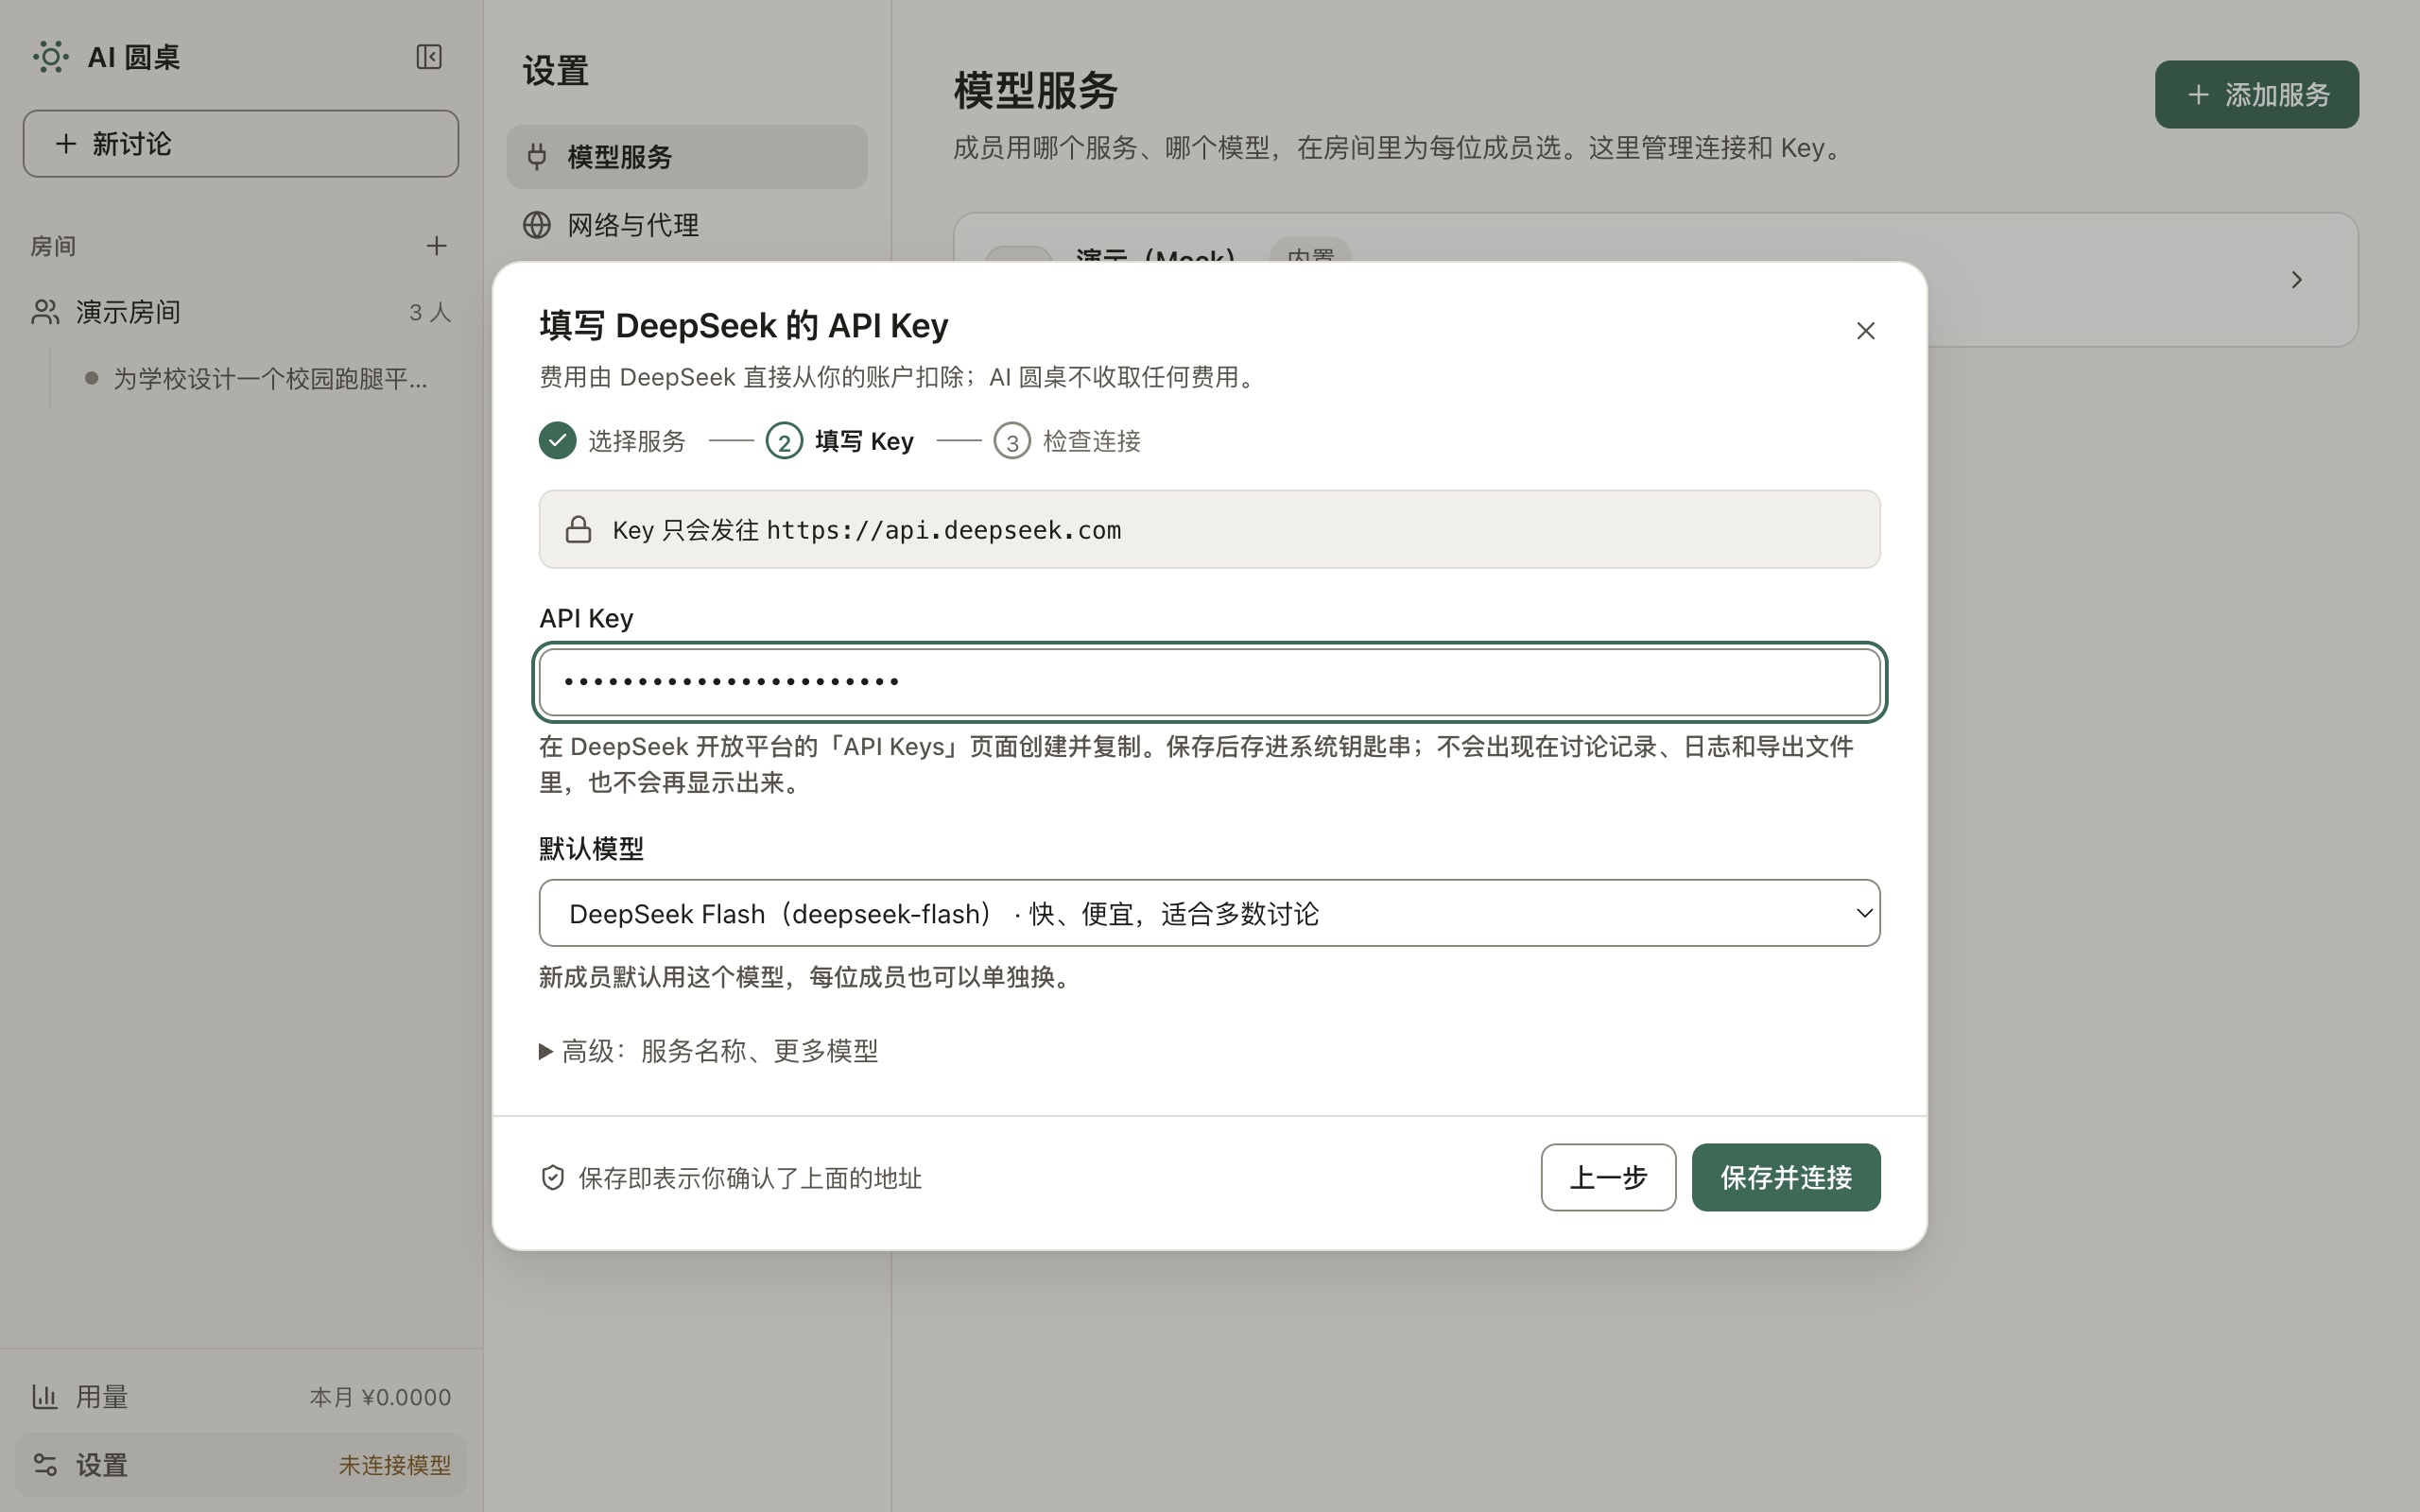 AI 圆桌
新讨论
房间
演示房间
3 人
为学校设计一个校园跑腿平...
用量
本月 ¥0.0000
设置
未连接模型
设置
模型服务
网络与代理
模型服务
成员用哪个服务、哪个模型，在房间里为每位成员选。这里管理连接和 Key。
添加服务
演示（Mock）
内置
填写 DeepSeek 的 API Key
费用由 DeepSeek 直接从你的账户扣除；AI 圆桌不收取任何费用。
选择服务
2 填写 Key
3 检查连接
Key 只会发往 https://api.deepseek.com
API Key
•••••••••••••••••••••••
在 DeepSeek 开放平台的「API Keys」页面创建并复制。保存后存进系统钥匙串；不会出现在讨论记录、日志和导出文件
里，也不会再显示出来。
默认模型
DeepSeek Flash（deepseek-flash） · 快、便宜，适合多数讨论
新成员默认用这个模型，每位成员也可以单独换。
高级：服务名称、更多模型
保存即表示你确认了上面的地址
上一步
保存并连接